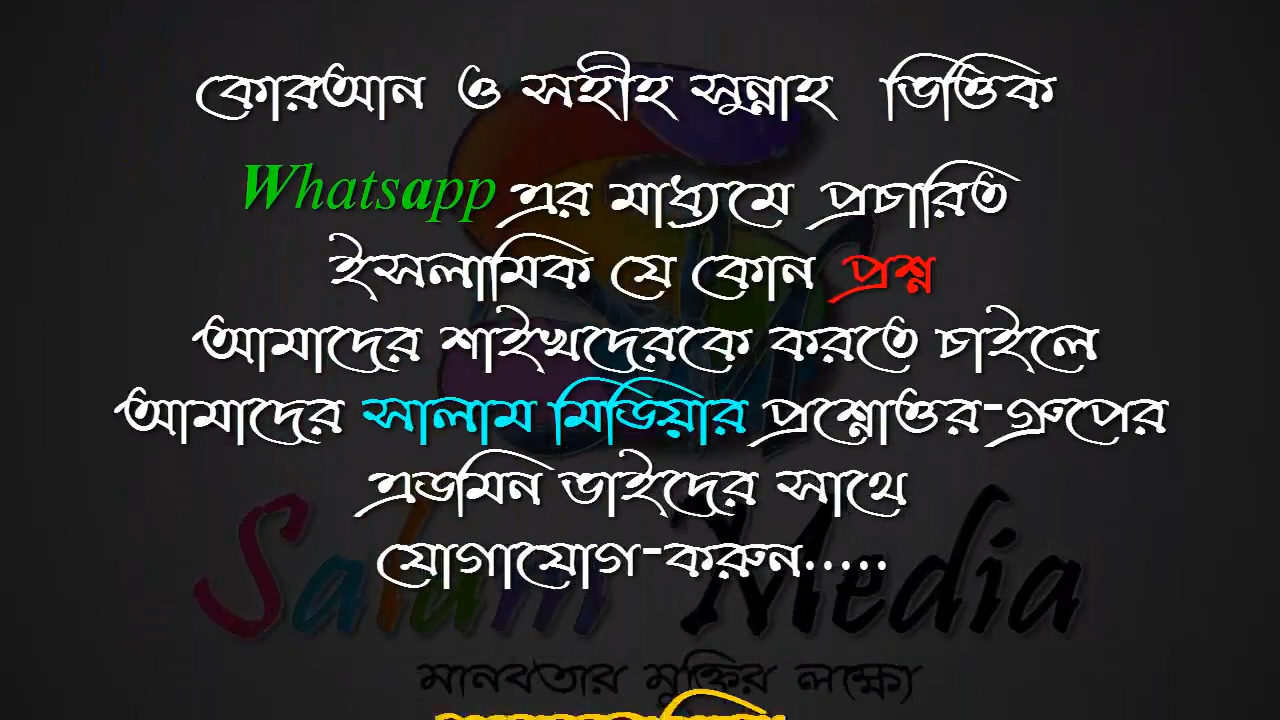 কোরআন ও সহীহ সুন্নাহ ভিত্তিক
Whatsapp এর মাধ্যমে প্রচারিত
ইসলামিক যে কোন প্রশ্ন
আমাদের শাইখদেরকে করতে চাইলে
আমাদের সালাম মিডিয়ার প্রশ্নোত্তর-গ্রুপের
এডমিন ভাইদের সাথে
যোগাযোগ-করুন.....
Salam Media
মানবতার মুক্তির লক্ষ্যে